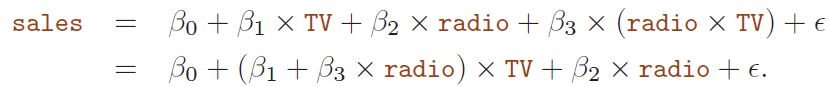 sales = β₀ + β₁ × TV + β₂ × radio + β₃ × (radio × TV) + ϵ
= β₀ + (β₁ + β₃ × radio) × TV + β₂ × radio + ϵ.